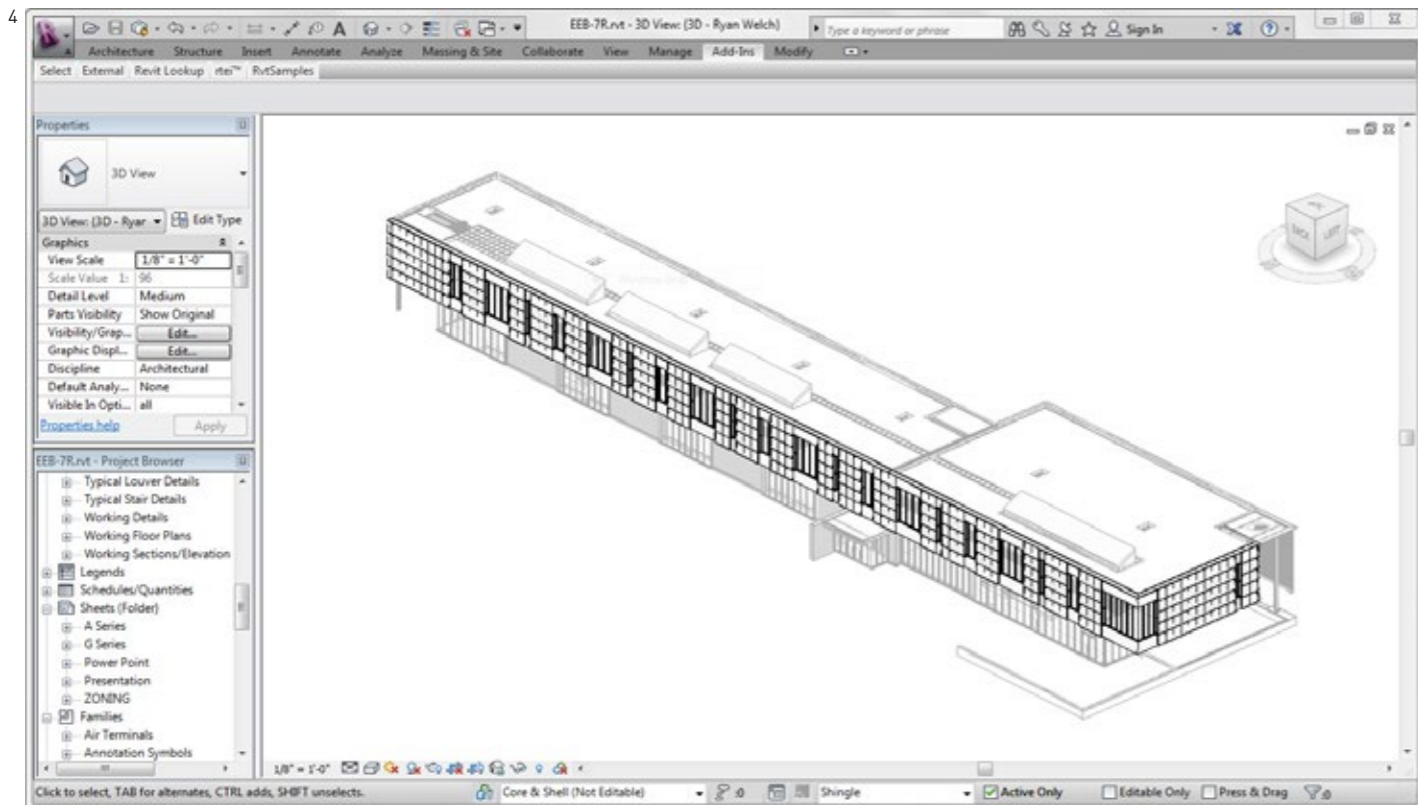 4
EEB-7R.rvt - 3D View: {3D - Ryan Welch}
Type a keyword or phrase
Sign In
Architecture Structure Insert Annotate Analyze Massing & Site Collaborate View Manage Add-Ins Modify
Select External Revit Lookup rtei™ RvtSamples
Properties
3D View
3D View: {3D - Ryar Edit Type
Graphics
View Scale 1/8" = 1'-0"
Scale Value 1: 96
Detail Level Medium
Parts Visibility Show Original
Visibility/Grap... Edit...
Graphic Displ... Edit...
Discipline Architectural
Default Analy... None
Visible In Opti... all
Properties help Apply
EEB-7R.rvt - Project Browser
Typical Louver Details
Typical Stair Details
Working Details
Working Floor Plans
Working Sections/Elevation
Legends
Schedules/Quantities
Sheets (Folder)
A Series
G Series
Power Point
Presentation
ZONING
Families
Air Terminals
Annotation Symbols
BACK LEFT
1/8" = 1'-0"
Click to select, TAB for alternates, CTRL adds, SHIFT unselects. Core & Shell (Not Editable) :0 Shingle Active Only Editable Only Press & Drag :0